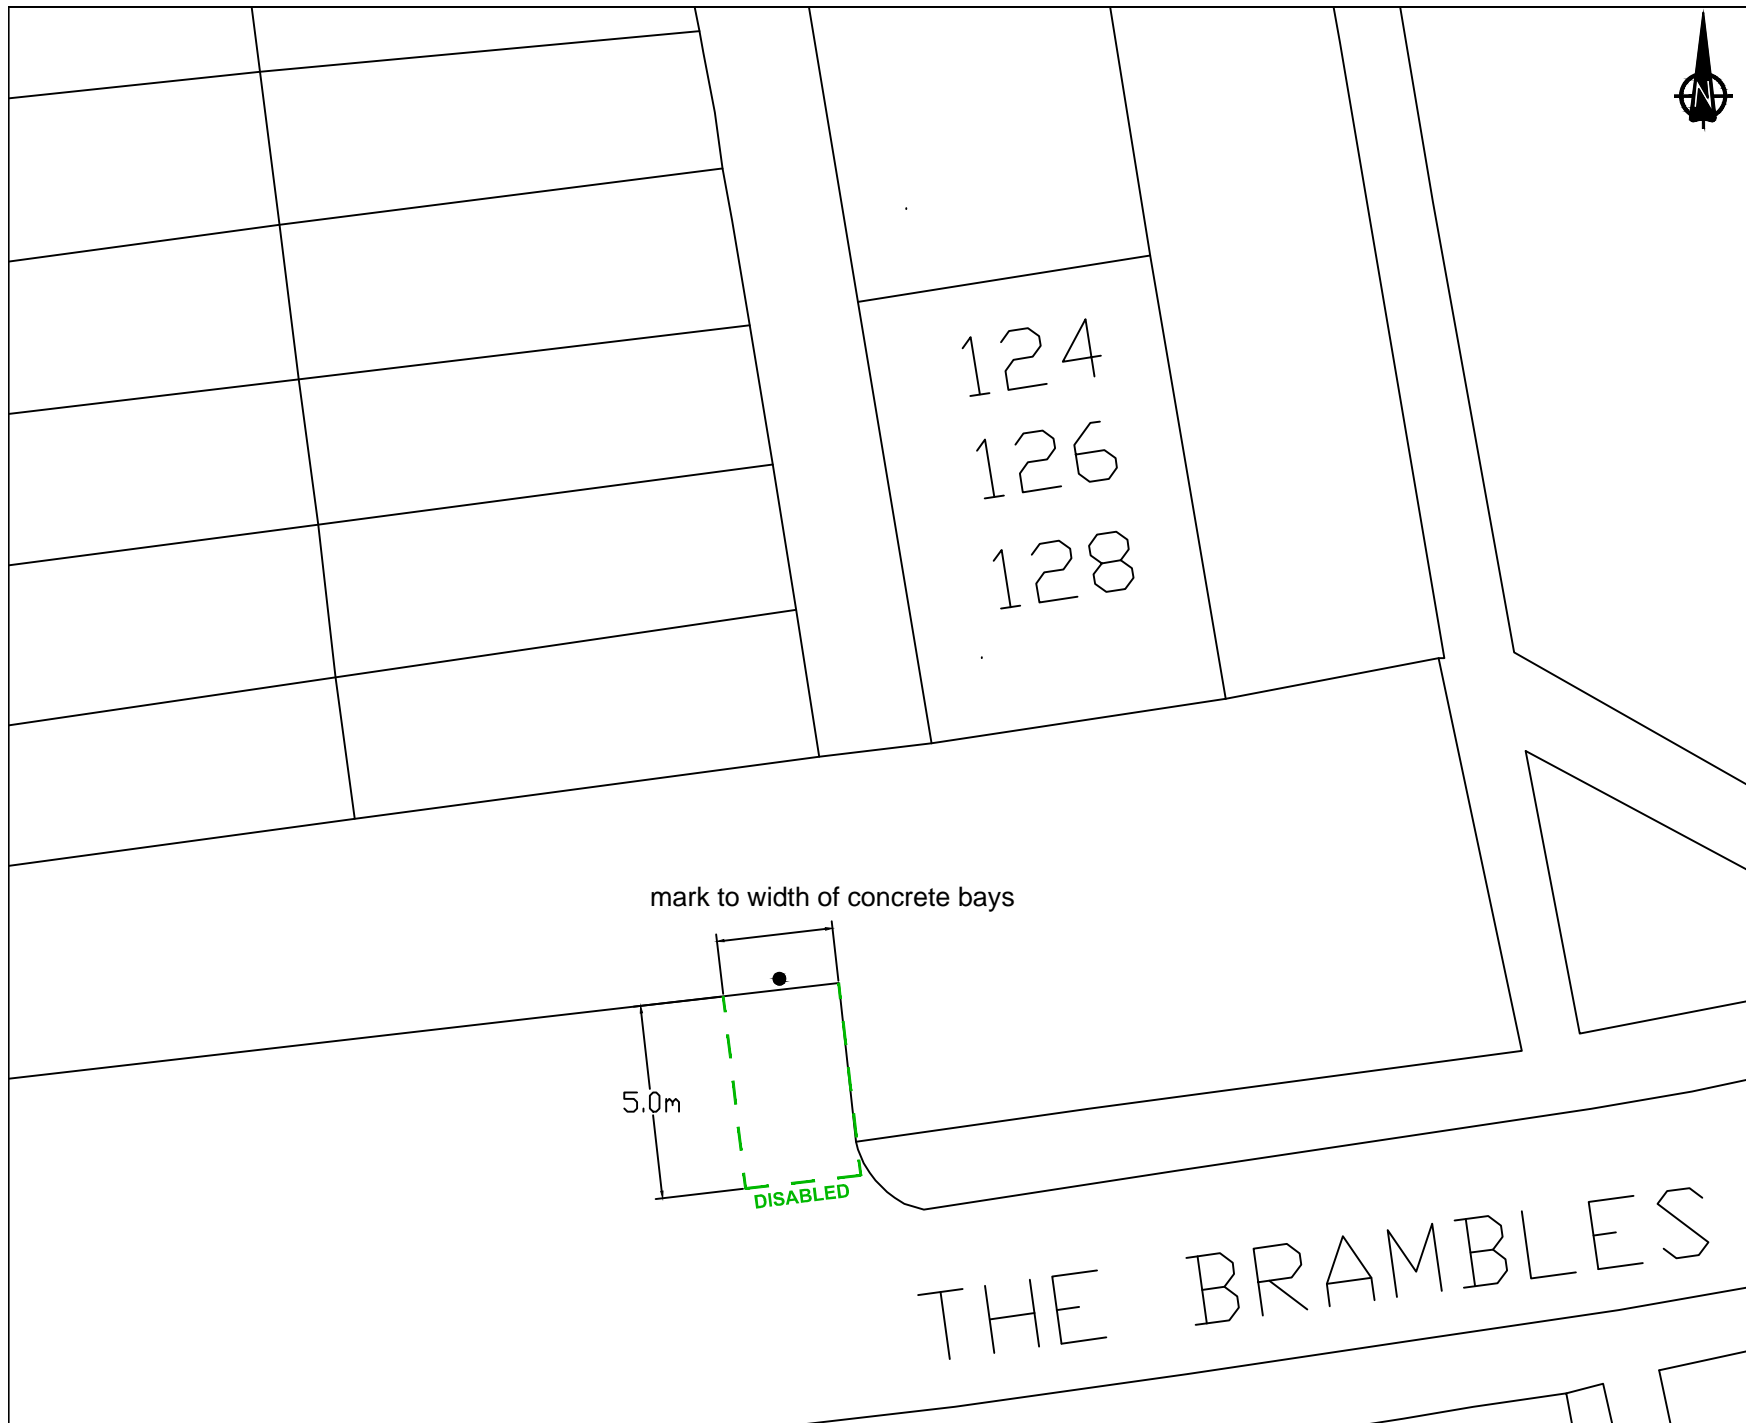 N
124
126
128
mark to width of concrete bays
5.0m
DISABLED
THE BRAMBLES